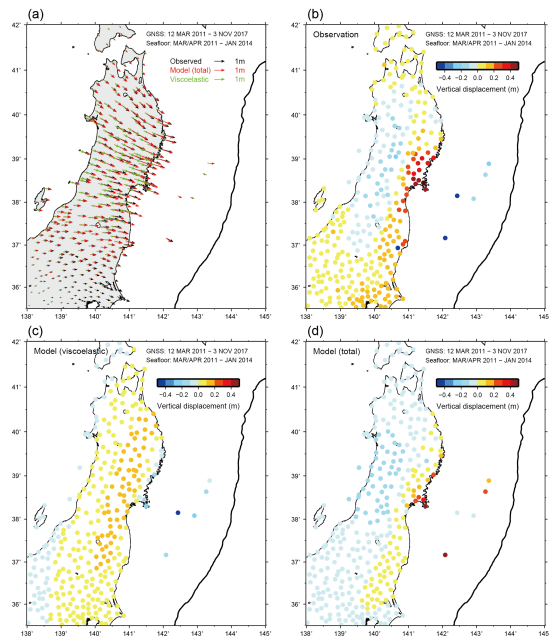 (a)
GNSS: 12 MAR 2011 − 3 NOV 2017
Seafloor: MAR/APR 2011 − JAN 2014
Observed 1m
Model (total) 1m
Viscoelastic 1m
42˚
41˚
40˚
39˚
38˚
37˚
36˚
138˚ 139˚ 140˚ 141˚ 142˚ 143˚ 144˚ 145˚
(b)
Observation
GNSS: 12 MAR 2011 − 3 NOV 2017
Seafloor: MAR/APR 2011 − JAN 2014
−0.4 −0.2 0.0 0.2 0.4
Vertical displacement (m)
42˚
41˚
40˚
39˚
38˚
37˚
36˚
138˚ 139˚ 140˚ 141˚ 142˚ 143˚ 144˚ 145˚
(c)
Model (viscoelastic)
GNSS: 12 MAR 2011 − 3 NOV 2017
Seafloor: MAR/APR 2011 − JAN 2014
−0.4 −0.2 0.0 0.2 0.4
Vertical displacement (m)
42˚
41˚
40˚
39˚
38˚
37˚
36˚
138˚ 139˚ 140˚ 141˚ 142˚ 143˚ 144˚ 145˚
(d)
Model (total)
GNSS: 12 MAR 2011 − 3 NOV 2017
Seafloor: MAR/APR 2011 − JAN 2014
−0.4 −0.2 0.0 0.2 0.4
Vertical displacement (m)
42˚
41˚
40˚
39˚
38˚
37˚
36˚
138˚ 139˚ 140˚ 141˚ 142˚ 143˚ 144˚ 145˚